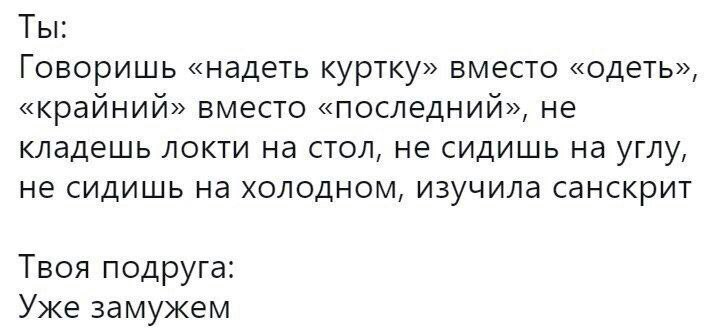 Ты:
Говоришь «надеть куртку» вместо «одеть»,
«крайний» вместо «последний», не
кладешь локти на стол, не сидишь на углу,
не сидишь на холодном, изучила санскрит
Твоя подруга:
Уже замужем